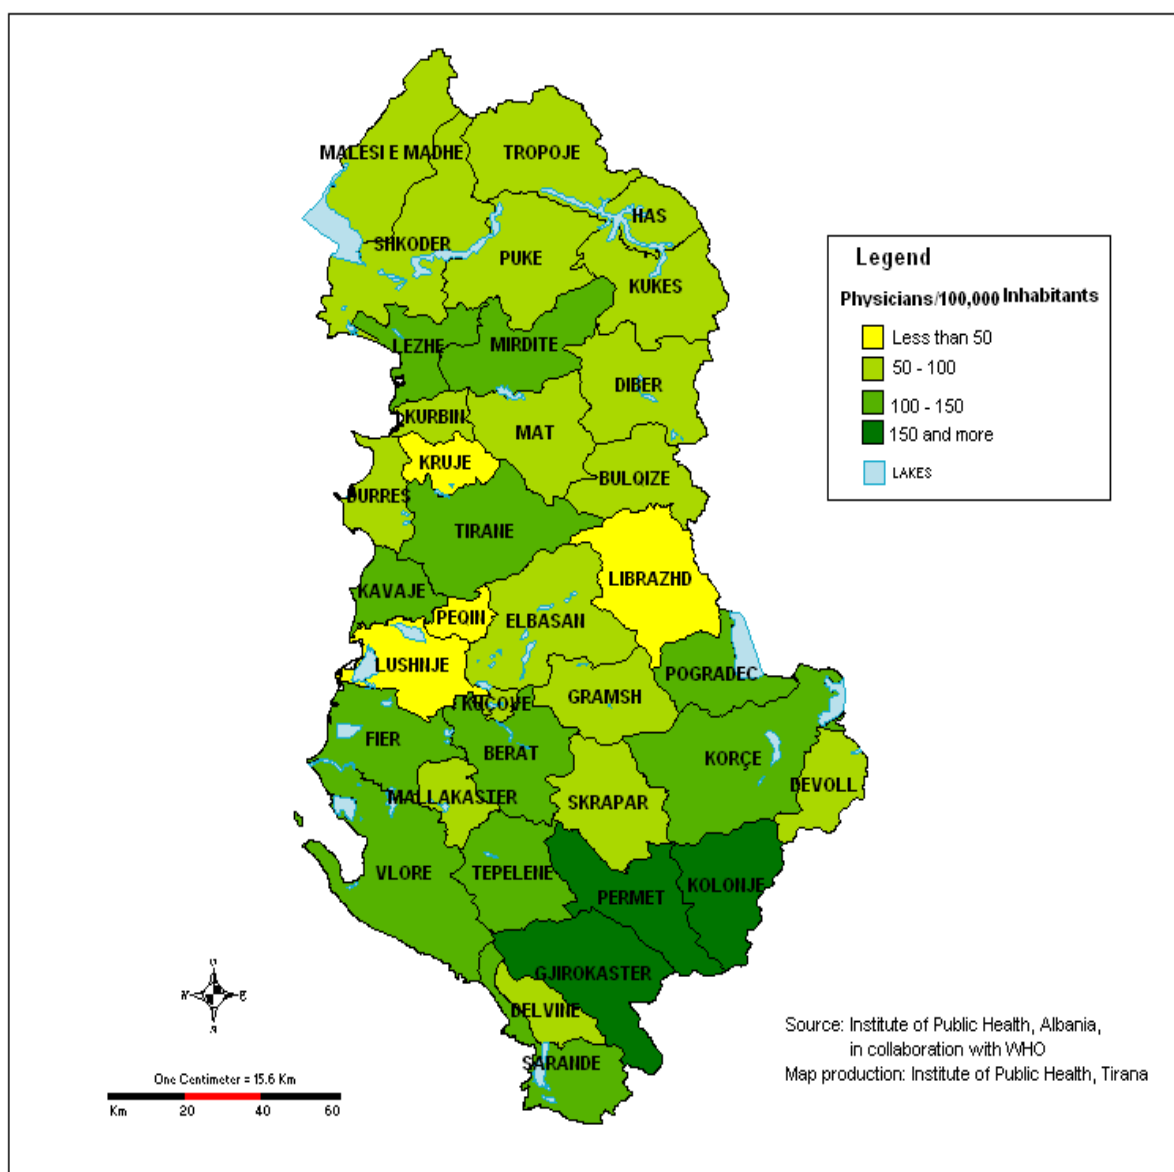 MALESI E MADHE
TROPOJE
HAS
SHKODER
PUKE
KUKES
LEZHE
MIRDITE
DIBER
KURBIN
MAT
KRUJE
BULQIZE
DURRES
TIRANE
KAVAJE
LIBRAZHD
PEQIN
ELBASAN
LUSHNJE
POGRADEC
GRAMSH
KUCOVE
FIER
BERAT
KORÇE
DEVOLL
MALLAKASTER
SKRAPAR
VLORE
TEPELENE
PERMET
KOLONJE
GJIROKASTER
DELVINE
SARANDE
Legend
Physicians/100,000 Inhabitants
Less than 50
50 - 100
100 - 150
150 and more
LAKES
N
E
S
One Centimeter = 15.6 Km
Km 20 40 60
Source: Institute of Public Health, Albania,
in collaboration with WHO
Map production: Institute of Public Health, Tirana